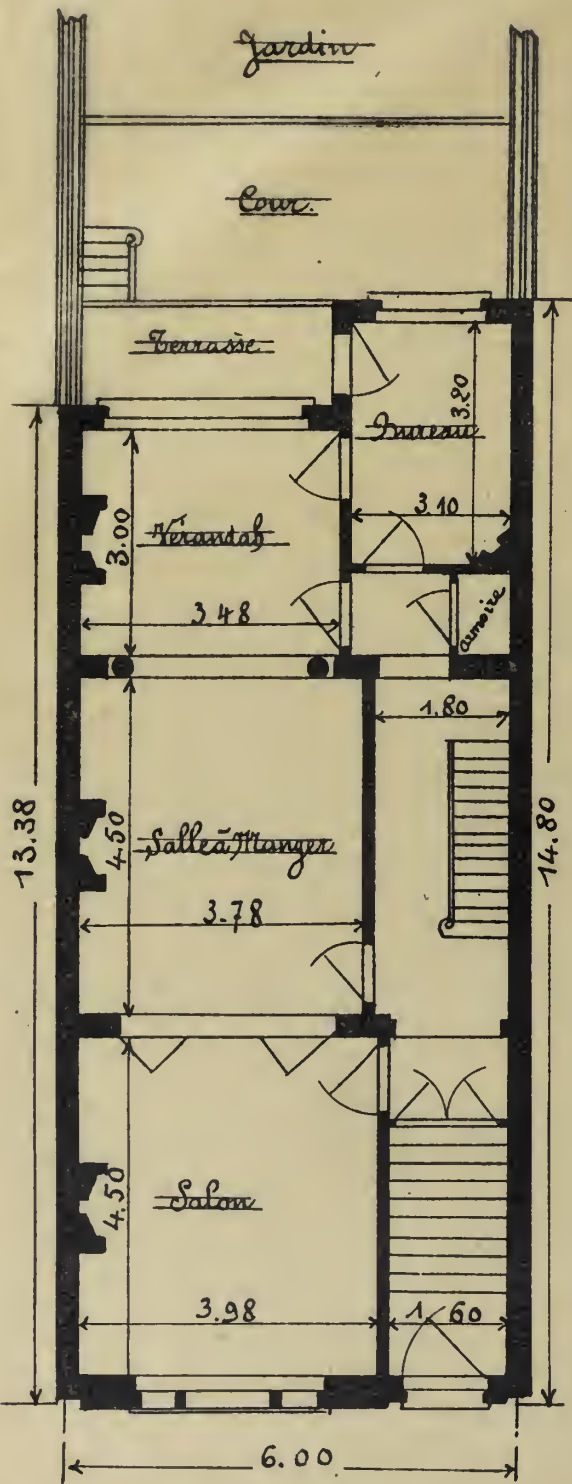 Jardin
Cour.
Terrasse
Bureau
3.20
3.10
Vérandah
3.00
3.48
armoire
1.80
13.38
14.80
Salle à Manger
4.50
3.78
Salon
4.50
3.98
1.60
6.00